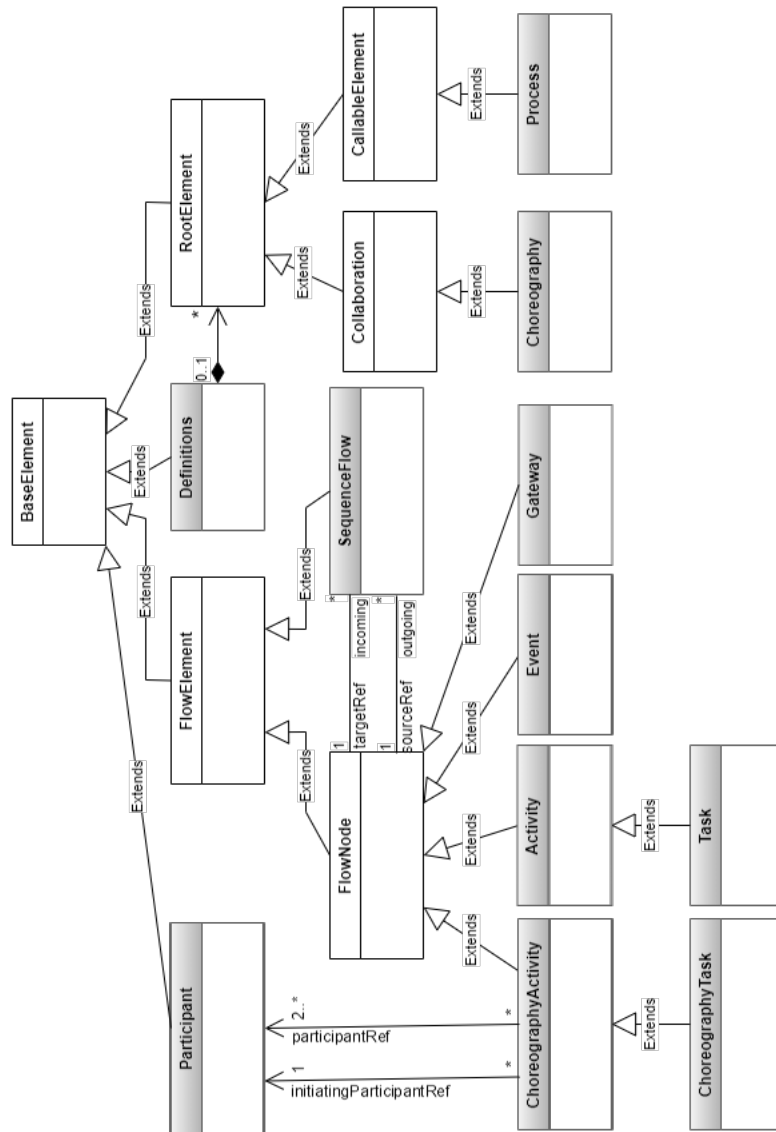 BaseElement
Extends
Extends
Extends
Extends
Participant
FlowElement
Definitions
RootElement
0..1
*
2..*
participantRef
1
initiatingParticipantRef
*
*
Extends
Extends
Extends
Extends
FlowNode
1
targetRef
*
incoming
1
sourceRef
*
outgoing
SequenceFlow
Collaboration
CallableElement
Extends
Extends
Extends
Extends
Extends
Extends
ChoreographyActivity
Activity
Event
Gateway
Choreography
Process
Extends
Extends
ChoreographyTask
Task